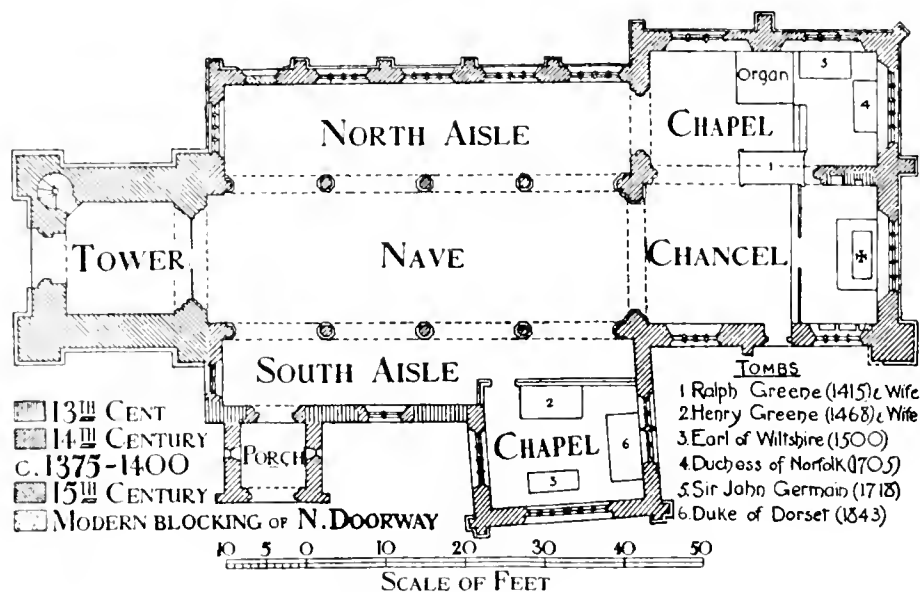 NORTH AISLE
CHAPEL
Organ
5
4
1
TOWER
NAVE
CHANCEL
SOUTH AISLE
PORCH
CHAPEL
2
3
6
13TH CENT
14TH CENTURY
C. 1375-1400
15TH CENTURY
MODERN BLOCKING OF N. DOORWAY
TOMBS
1 Ralph Greene (1415) & Wife
2. Henry Greene (1468) & Wife
3. Earl of Wiltshire (1500)
4. Duchess of Norfolk (1705)
5. Sir John Germain (1718)
6. Duke of Dorset (1843)
10 5 0 10 20 30 40 50
SCALE OF FEET